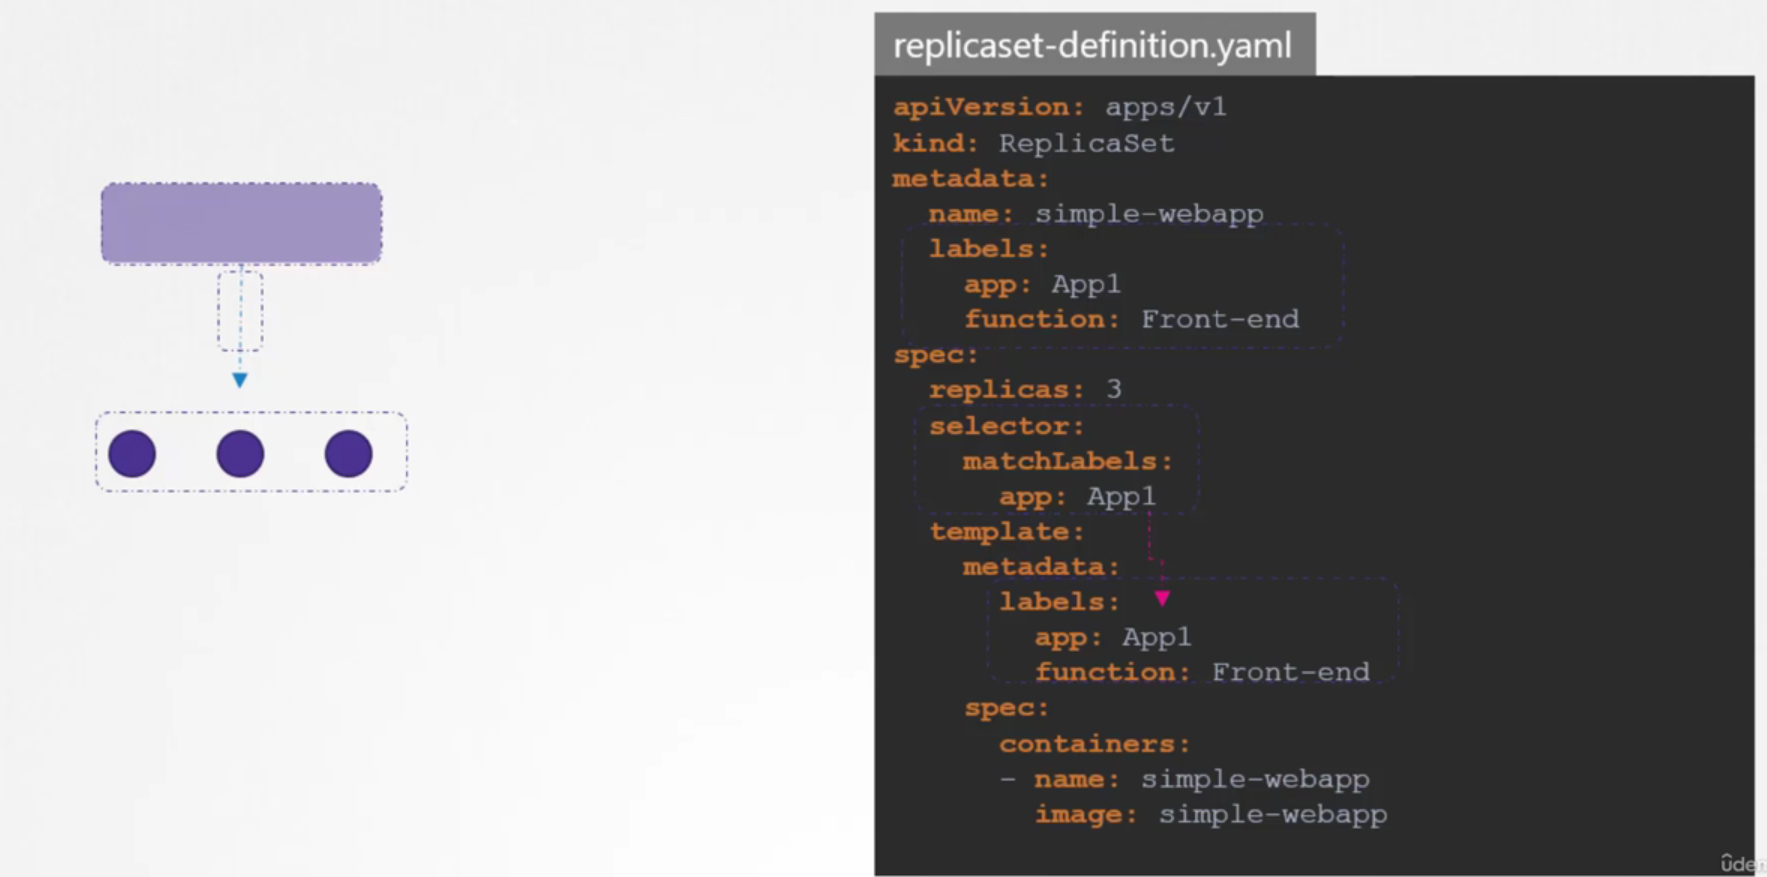 replicaset-definition.yaml
apiVersion: apps/v1
kind: ReplicaSet
metadata:
  name: simple-webapp
  labels:
    app: App1
    function: Front-end
spec:
  replicas: 3
  selector:
    matchLabels:
      app: App1
  template:
    metadata:
      labels:
        app: App1
        function: Front-end
    spec:
      containers:
      - name: simple-webapp
        image: simple-webapp